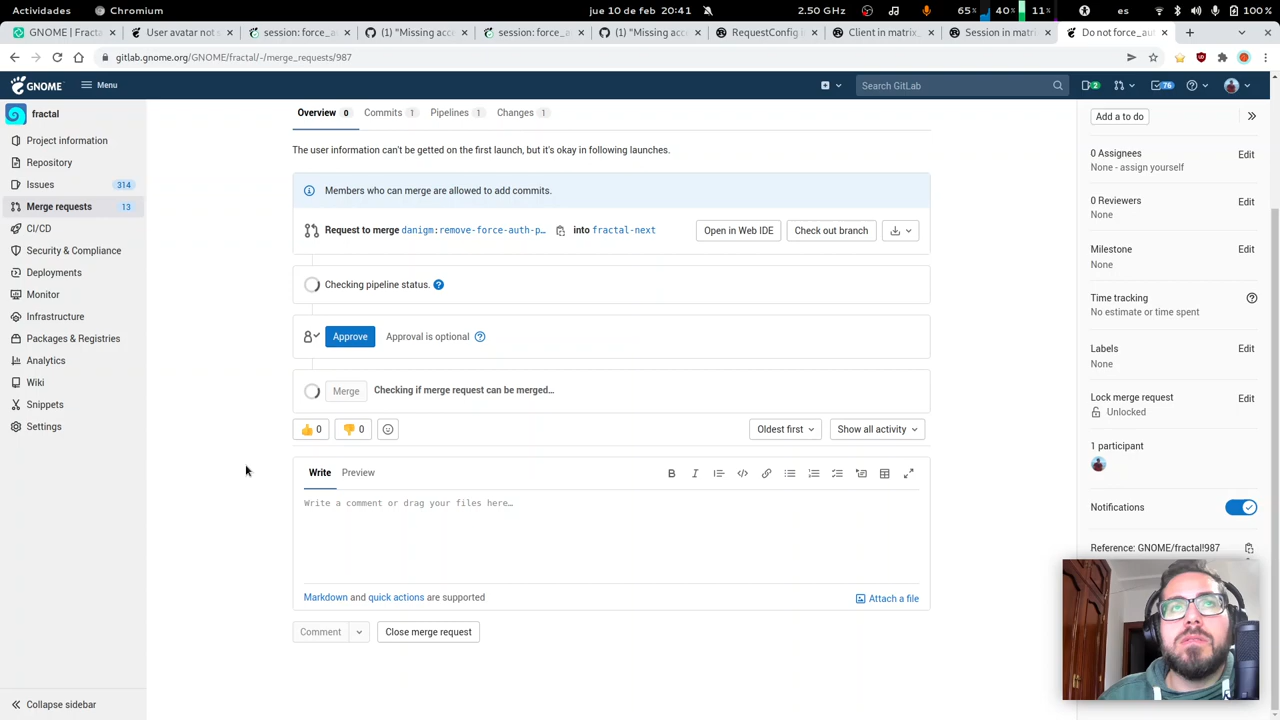 Actividades Chromium jue 10 de feb 20:41 2.50 GHz 65% 40% 11% es 100 %
GNOME | Fractal User avatar not s session: force_a (1) "Missing acce session: force_a (1) "Missing acce RequestConfig i Client in matrix_ Session in matri Do not force_au
gitlab.gnome.org/GNOME/fractal/-/merge_requests/987
GNOME Menu Search GitLab 2 76
fractal
Project information
Repository
Issues 314
Merge requests 13
CI/CD
Security & Compliance
Deployments
Monitor
Infrastructure
Packages & Registries
Analytics
Wiki
Snippets
Settings
Collapse sidebar
Overview 0 Commits 1 Pipelines 1 Changes 1
The user information can't be getted on the first launch, but it's okay in following launches.
Members who can merge are allowed to add commits.
Request to merge danigm:remove-force-auth-p… into fractal-next Open in Web IDE Check out branch
Checking pipeline status.
Approve Approval is optional
Merge Checking if merge request can be merged…
0 0 Oldest first Show all activity
Write Preview
Write a comment or drag your files here…
Markdown and quick actions are supported Attach a file
Comment Close merge request
Add a to do
0 Assignees Edit
None - assign yourself
0 Reviewers Edit
None
Milestone Edit
None
Time tracking
No estimate or time spent
Labels Edit
None
Lock merge request Edit
Unlocked
1 participant
Notifications
Reference: GNOME/fractal!987